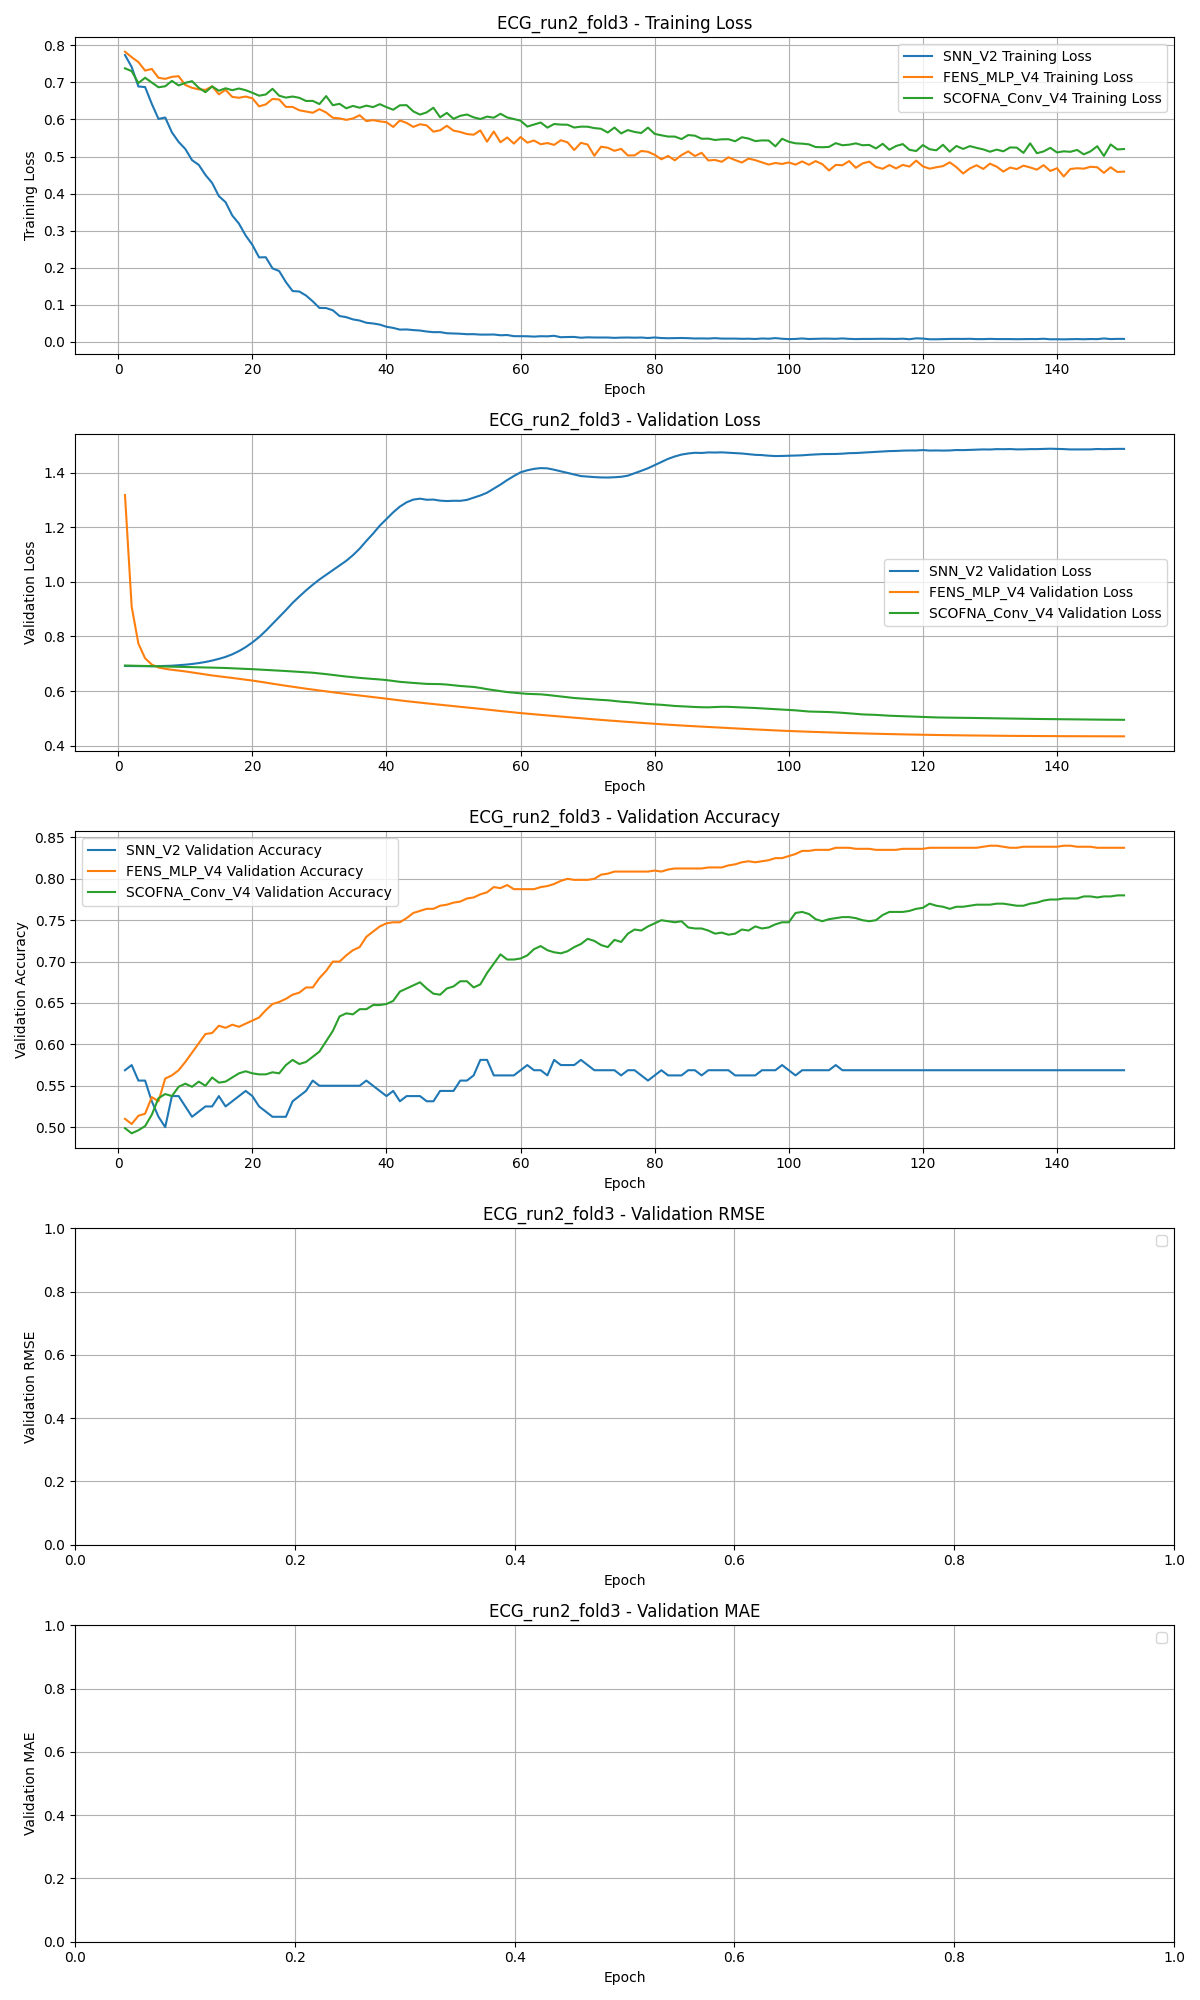 ECG_run2_fold3 - Training Loss
0.8
0.7
0.6
0.5
0.4
0.3
0.2
0.1
0.0
Training Loss
SNN_V2 Training Loss
FENS_MLP_V4 Training Loss
SCOFNA_Conv_V4 Training Loss
0 20 40 60 80 100 120 140
Epoch
ECG_run2_fold3 - Validation Loss
1.4
1.2
1.0
0.8
0.6
0.4
Validation Loss
SNN_V2 Validation Loss
FENS_MLP_V4 Validation Loss
SCOFNA_Conv_V4 Validation Loss
0 20 40 60 80 100 120 140
Epoch
ECG_run2_fold3 - Validation Accuracy
0.85
0.80
0.75
0.70
0.65
0.60
0.55
0.50
Validation Accuracy
SNN_V2 Validation Accuracy
FENS_MLP_V4 Validation Accuracy
SCOFNA_Conv_V4 Validation Accuracy
0 20 40 60 80 100 120 140
Epoch
ECG_run2_fold3 - Validation RMSE
1.0
0.8
0.6
0.4
0.2
0.0
Validation RMSE
0.0 0.2 0.4 0.6 0.8 1.0
Epoch
ECG_run2_fold3 - Validation MAE
1.0
0.8
0.6
0.4
0.2
0.0
Validation MAE
0.0 0.2 0.4 0.6 0.8 1.0
Epoch